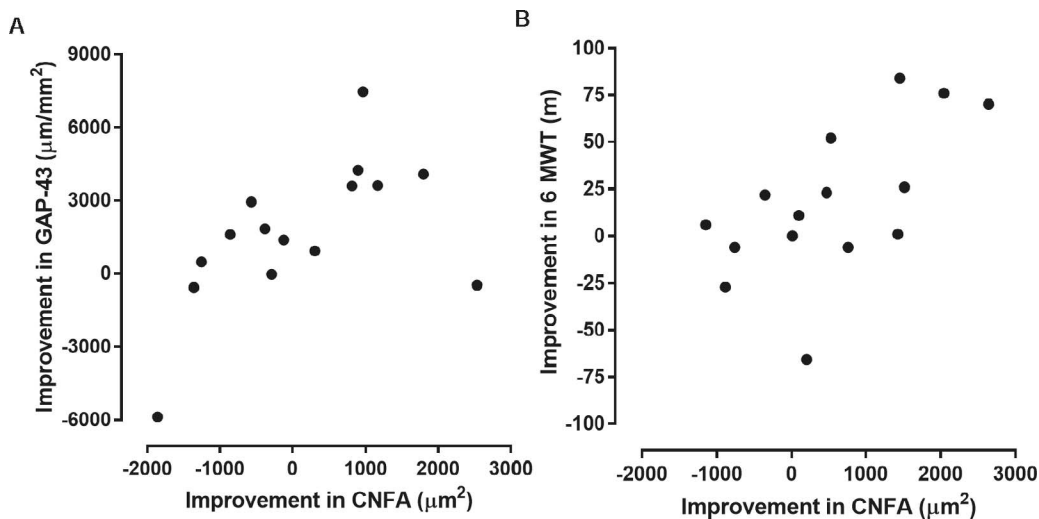 A
Improvement in GAP-43 (μm/mm²)
9000
6000
3000
0
-3000
-6000
-2000 -1000 0 1000 2000 3000
Improvement in CNFA (μm²)
B
Improvement in 6 MWT (m)
100
75
50
25
0
-25
-50
-75
-100
-2000 -1000 0 1000 2000 3000
Improvement in CNFA (μm²)